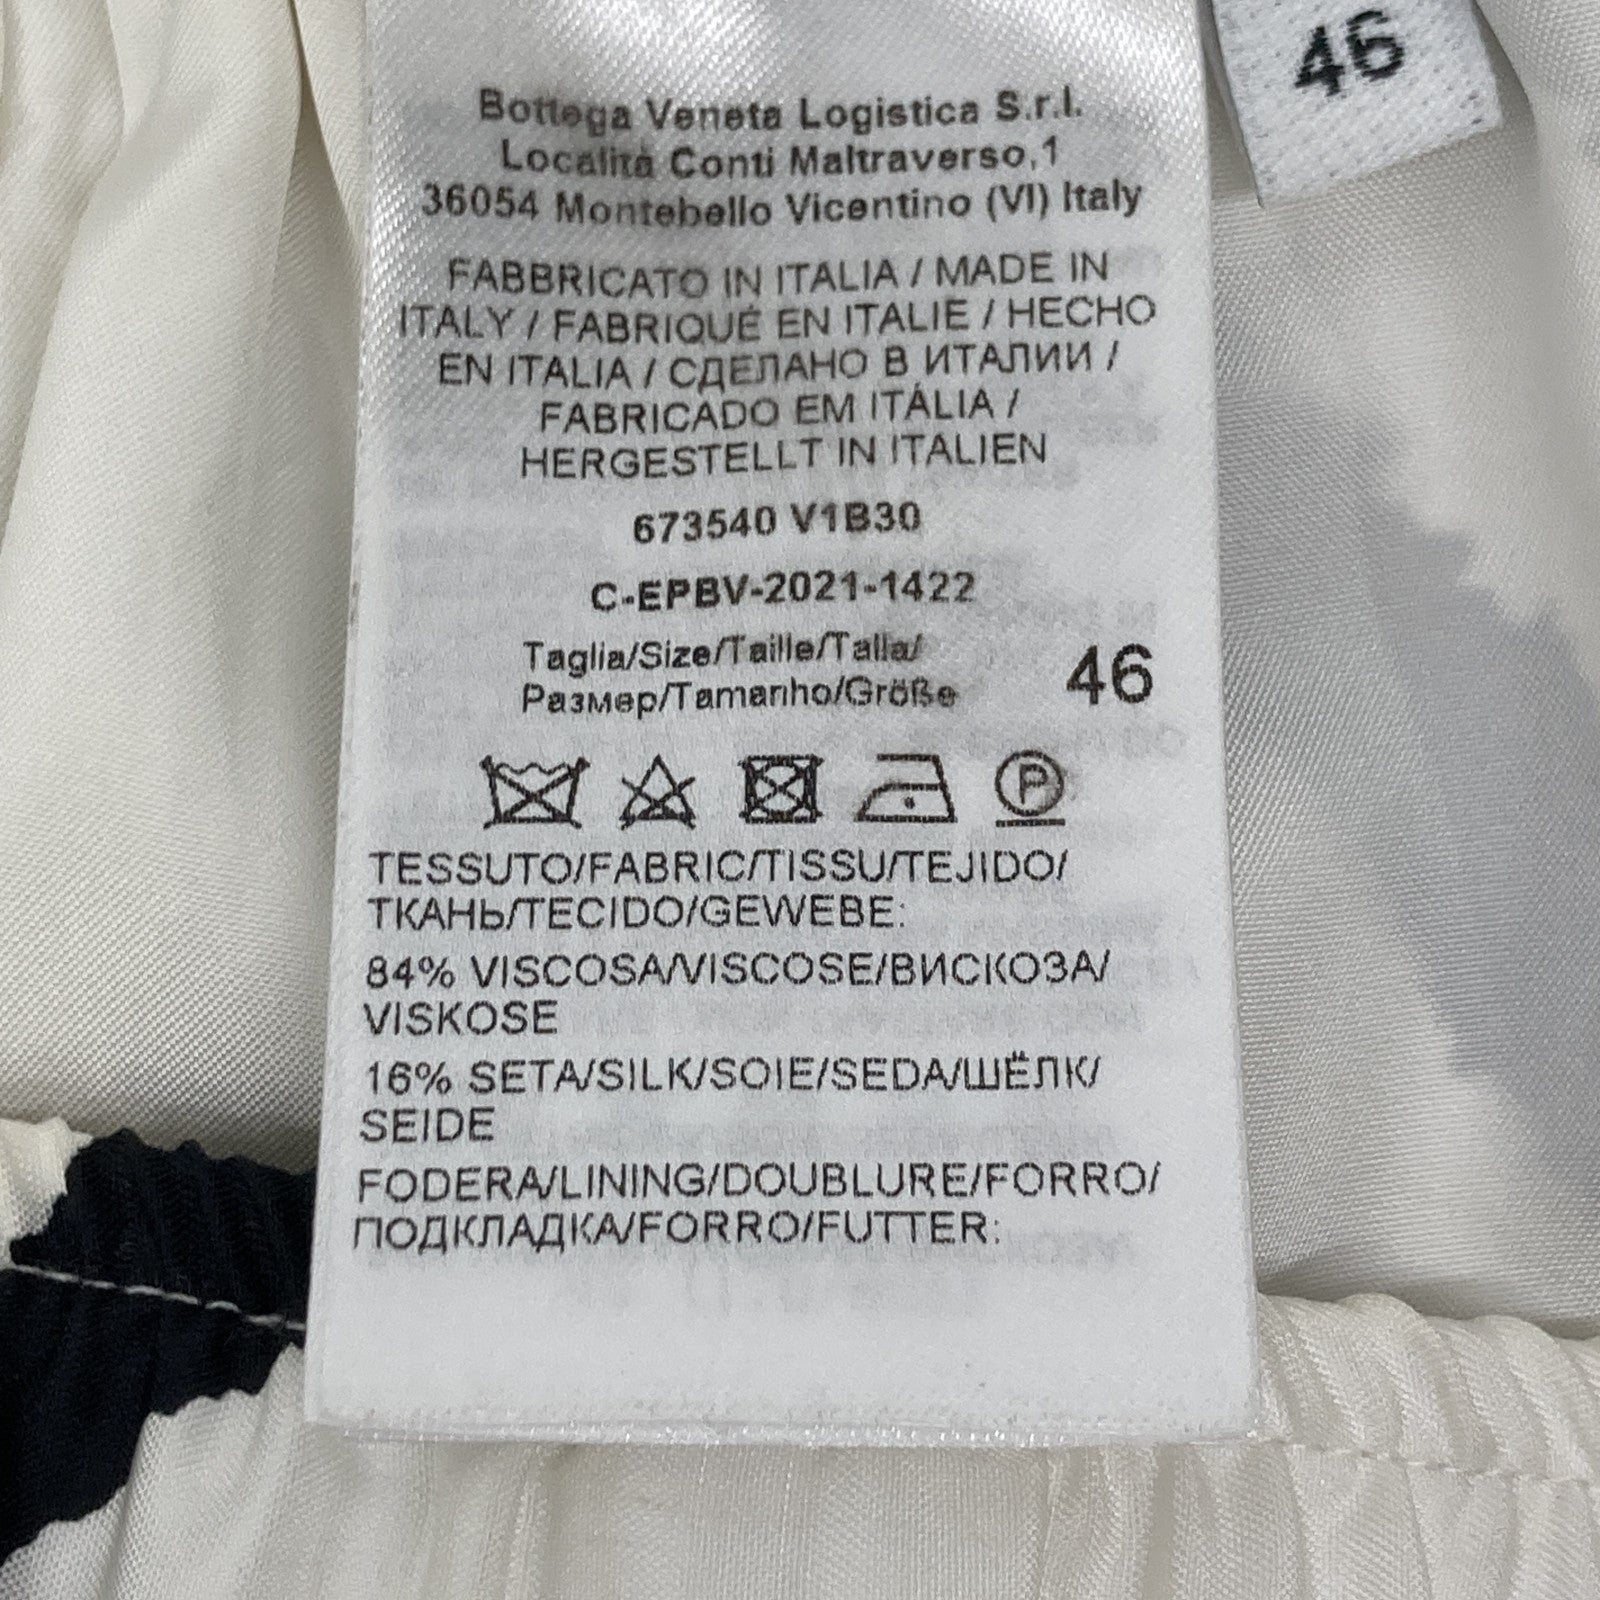 46
Bottega Veneta Logistica S.r.l.
Località Conti Maltraverso,1
36054 Montebello Vicentino (VI) Italy
FABBRICATO IN ITALIA / MADE IN
ITALY / FABRIQUÉ EN ITALIE / HECHO
EN ITALIA / СДЕЛАНО В ИТАЛИИ /
FABRICADO EM ITÁLIA /
HERGESTELLT IN ITALIEN
673540 V1B30
C-EPBV-2021-1422
Taglia/Size/Taille/Talla/
Размер/Tamanho/Größe
46
P
TESSUTO/FABRIC/TISSU/TEJIDO/
ТКАНЬ/TECIDO/GEWEBE:
84% VISCOSA/VISCOSE/ВИСКОЗА/
VISKOSE
16% SETA/SILK/SOIE/SEDA/ШЁЛК/
SEIDE
FODERA/LINING/DOUBLURE/FORRO/
ПОДКЛАДКА/FORRO/FUTTER: